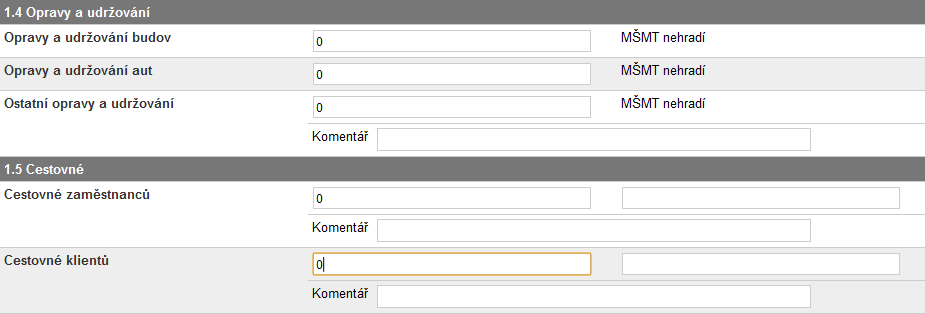 1.4 Opravy a udržování
Opravy a udržování budov 0 MŠMT nehradí
Opravy a udržování aut 0 MŠMT nehradí
Ostatní opravy a udržování 0 MŠMT nehradí
Komentář
1.5 Cestovné
Cestovné zaměstnanců 0
Komentář
Cestovné klientů 0
Komentář